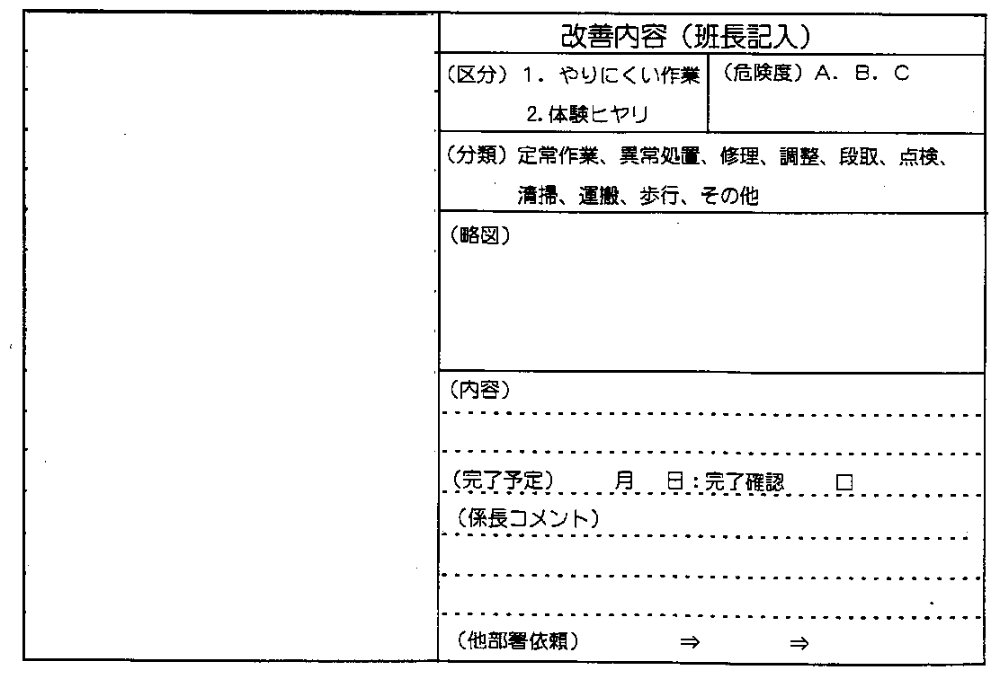 改善内容（班長記入）
（区分）1．やりにくい作業
（危険度）A．B．C
2.体験ヒヤリ
（分類）定常作業、異常処置、修理、調整、段取、点検、
清掃、運搬、歩行、その他
（略図）
（内容）
（完了予定）　　月　日：完了確認　　□
（係長コメント）
（他部署依頼）　　⇒　　⇒